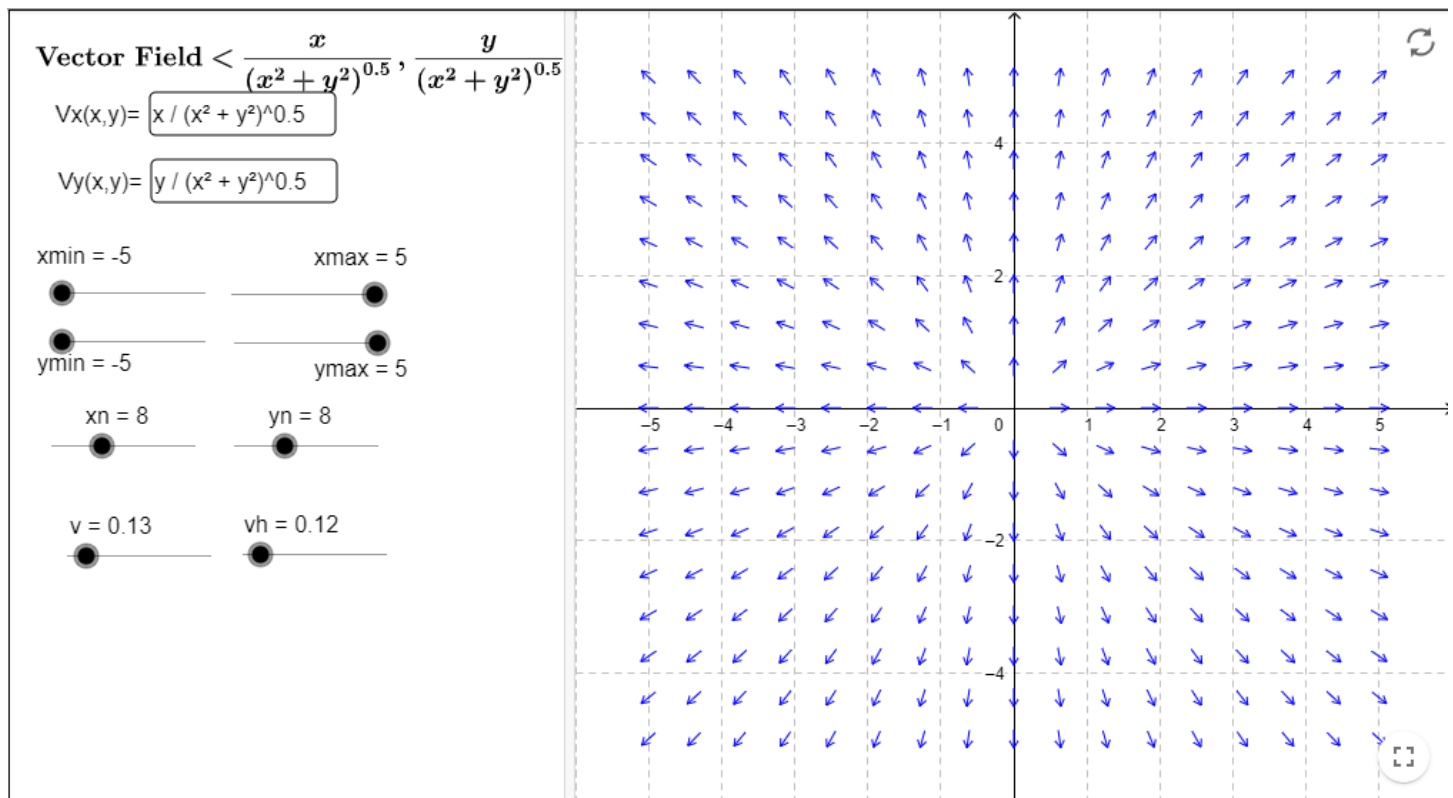 Vector Field < x / (x² + y²)^0.5 , y / (x² + y²)^0.5
Vx(x,y)= x / (x² + y²)^0.5
Vy(x,y)= y / (x² + y²)^0.5
xmin = -5 xmax = 5
ymin = -5 ymax = 5
xn = 8 yn = 8
v = 0.13 vh = 0.12
4
2
–5 –4 –3 –2 –1 0 1 2 3 4 5
–2
–4